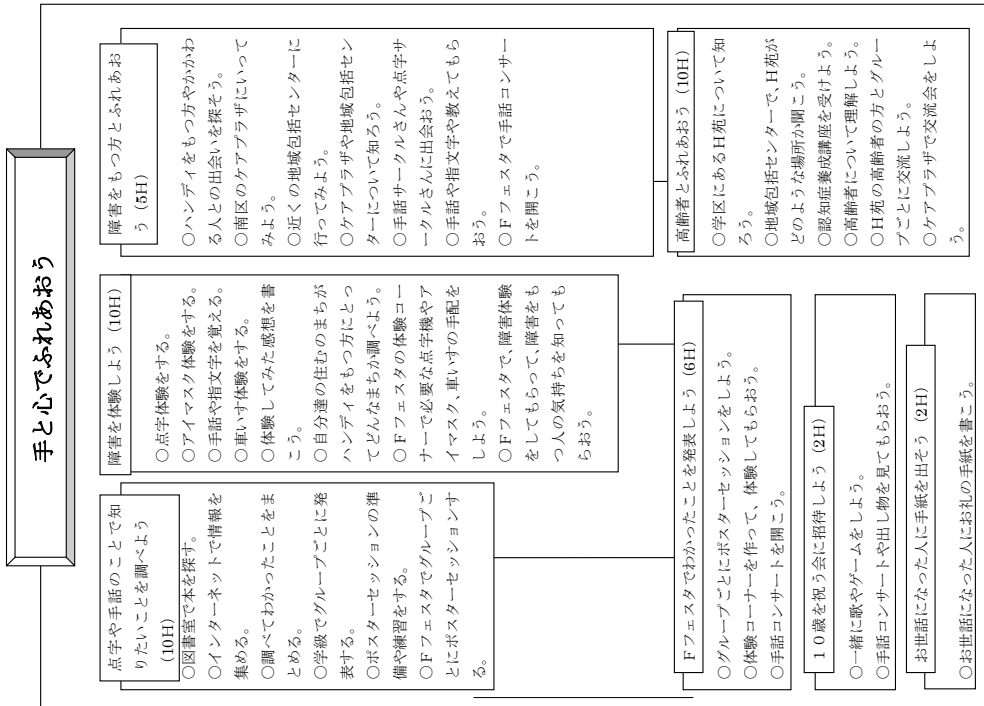 手と心でふれあおう
点字や手話のことで知
りたいことを調べよう
(10H)
○図書室で本を探す。
○インターネットで情報を
集める。
○調べてわかったことをま
とめる。
○学級でグループごとに発
表する。
○ポスターセッションの準
備や練習をする。
○Fフェスタでグループご
とにポスターセッションす
る。
障害を体験しよう (10H)
○点字体験をする。
○アイマスク体験をする。
○手話や指文字を覚える。
○車いす体験をする。
○体験してみた感想を書
こう。
○自分達の住むのまちが
ハンディをもつ方にとっ
てどんなまちか調べよう。
○Fフェスタの体験コー
ナーで必要な点字機やア
イマスク、車いすの手配を
しよう。
○Fフェスタで、障害体験
をしてもらって、障害をも
つ人の気持ちを知っても
らおう。
障害をもつ方とふれあお
う (5H)
○ハンディをもつ方やかかわ
る人との出会いを探そう。
○南区のケアプラザにいって
みよう。
○近くの地域包括センターに
行ってみよう。
○ケアプラザや地域包括セン
ターについて知ろう。
○手話サークルさんや点字サ
ークルさんに出会おう。
○手話や指文字や教えてもら
おう。
○Fフェスタで手話コンサー
トを開こう。
Fフェスタでわかったことを発表しよう (6H)
○グループごとにポスターセッションをしよう。
○体験コーナーを作って、体験してもらおう。
○手話コンサートを開こう。
高齢者とふれあおう (10H)
○学区にあるH苑について知
ろう。
○地域包括センターで、H苑が
どのような場所か聞こう。
○認知症養成講座を受けよう。
○高齢者について理解しよう。
○H苑の高齢者の方とグルー
プごとに交流しよう。
○ケアプラザで交流会をしよ
う。
10歳を祝う会に招待しよう (2H)
○一緒に歌やゲームをしよう。
○手話コンサートや出し物を見てもらおう。
お世話になった人に手紙を出そう (2H)
○お世話になった人にお礼の手紙を書こう。